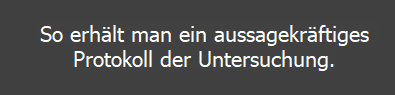 So erhält man ein aussagekräftiges
Protokoll der Untersuchung.